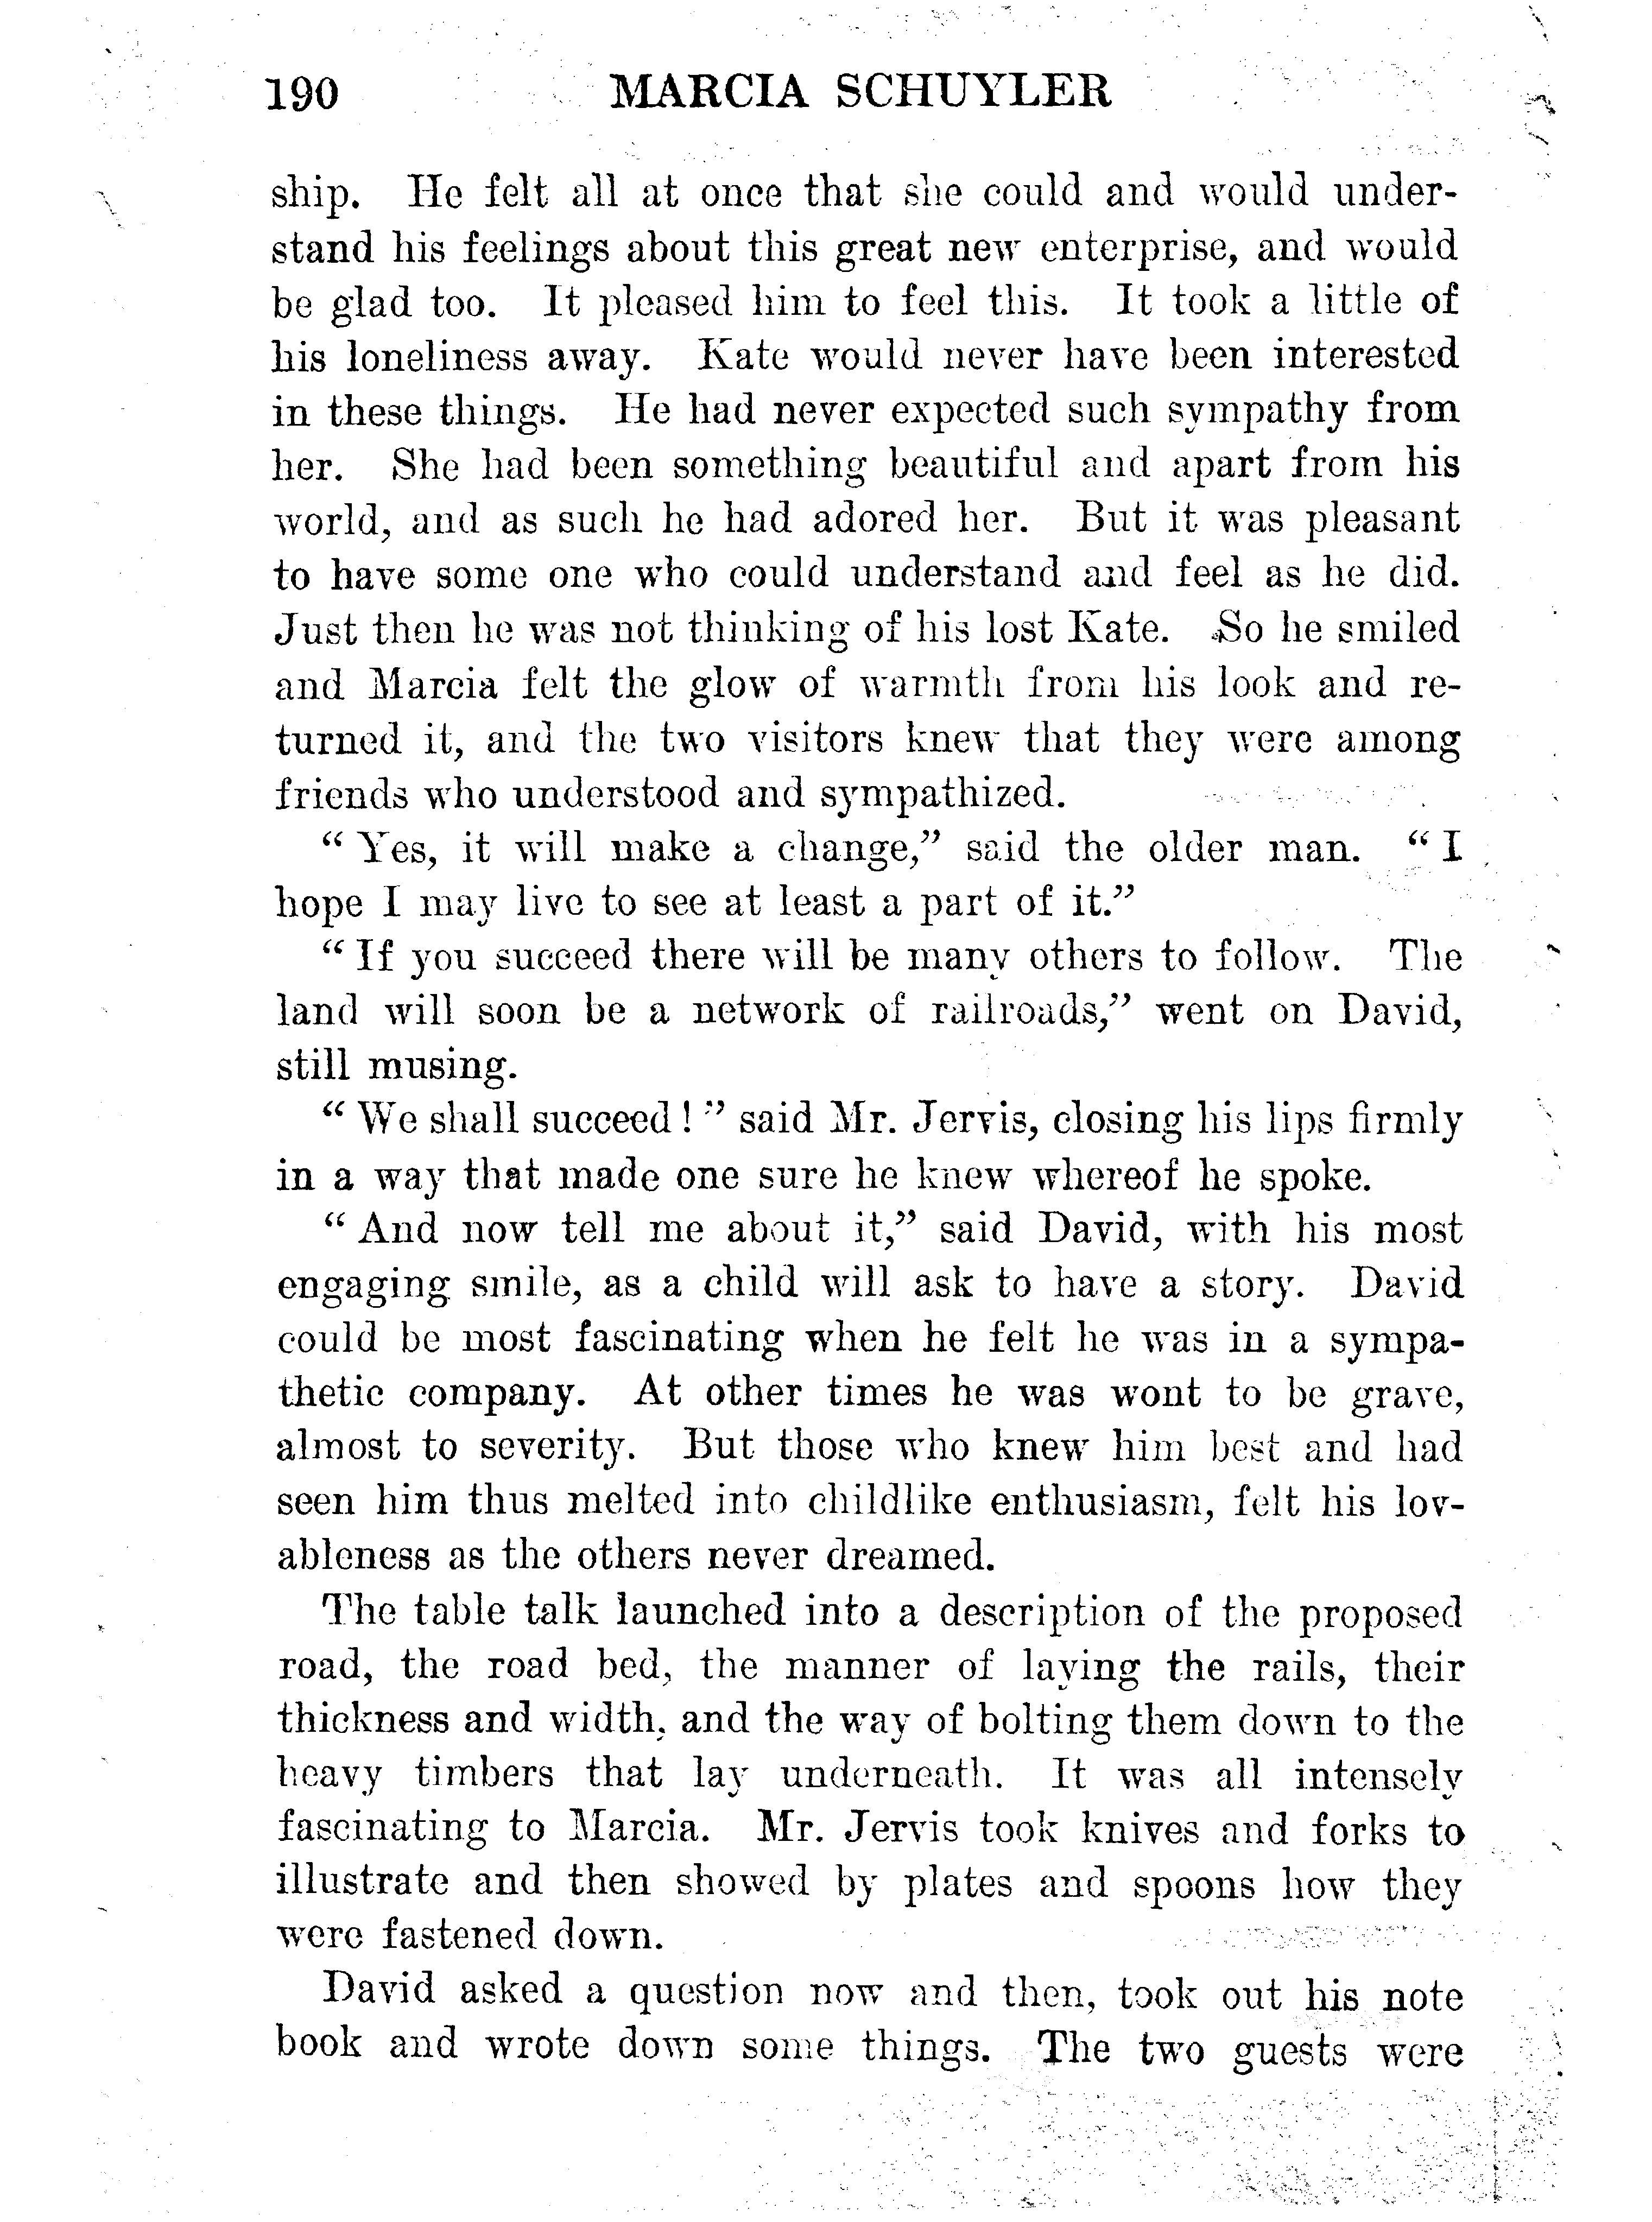 190 MARCIA SCHUYLER
ship. He felt all at once that she could and would under-
stand his feelings about this great new enterprise, and would
be glad too. It pleased him to feel this. It took a little of
his loneliness away. Kate would never have been interested
in these things. He had never expected such sympathy from
her. She had been something beautiful and apart from his
world, and as such he had adored her. But it was pleasant
to have some one who could understand and feel as he did.
Just then he was not thinking of his lost Kate. So he smiled
and Marcia felt the glow of warmth from his look and re-
turned it, and the two visitors knew that they were among
friends who understood and sympathized.
“ Yes, it will make a change,” said the older man. “ I
hope I may live to see at least a part of it.”
“ If you succeed there will be many others to follow. The
land will soon be a network of railroads,” went on David,
still musing.
“ We shall succeed ! ” said Mr. Jervis, closing his lips firmly
in a way that made one sure he knew whereof he spoke.
“ And now tell me about it,” said David, with his most
engaging smile, as a child will ask to have a story. David
could be most fascinating when he felt he was in a sympa-
thetic company. At other times he was wont to be grave,
almost to severity. But those who knew him best and had
seen him thus melted into childlike enthusiasm, felt his lov-
ableness as the others never dreamed.
The table talk launched into a description of the proposed
road, the road bed, the manner of laying the rails, their
thickness and width, and the way of bolting them down to the
heavy timbers that lay underneath. It was all intensely
fascinating to Marcia. Mr. Jervis took knives and forks to
illustrate and then showed by plates and spoons how they
were fastened down.
David asked a question now and then, took out his note
book and wrote down some things. The two guests were